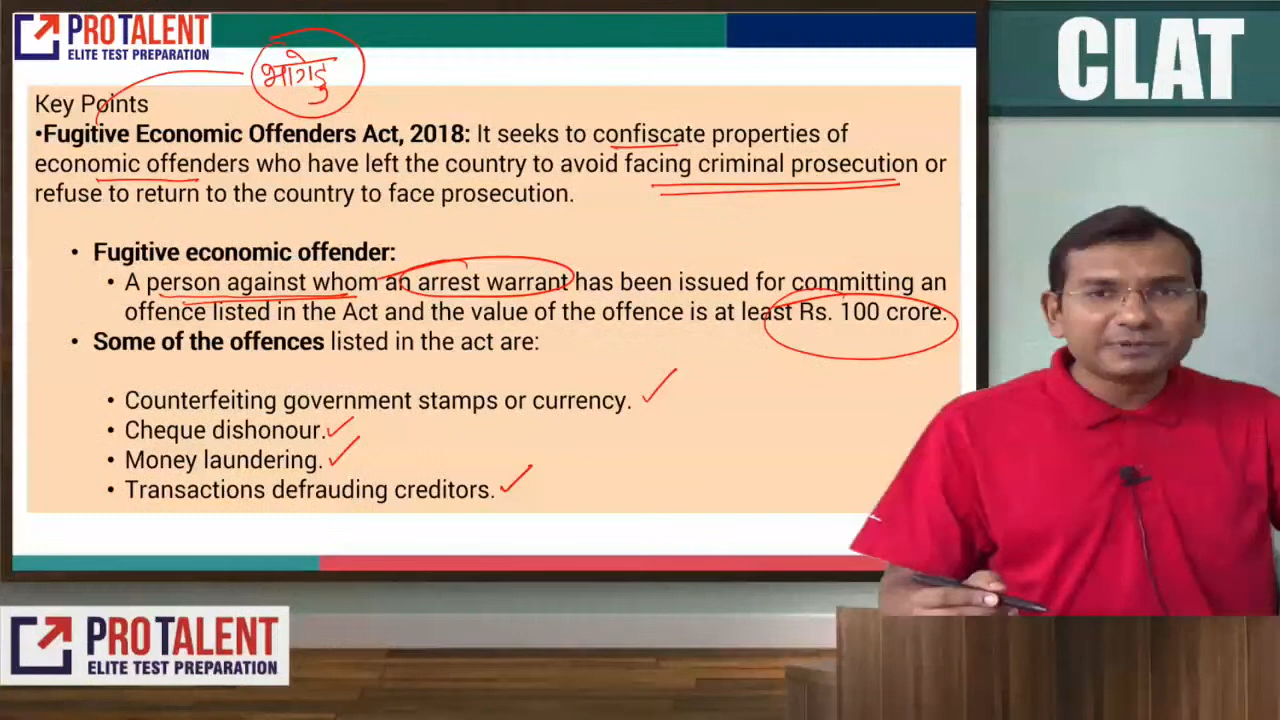 PROTALENT
ELITE TEST PREPARATION
CLAT
भागेडु
Key Points
•Fugitive Economic Offenders Act, 2018: It seeks to confiscate properties of
economic offenders who have left the country to avoid facing criminal prosecution or
refuse to return to the country to face prosecution.
• Fugitive economic offender:
• A person against whom an arrest warrant has been issued for committing an
offence listed in the Act and the value of the offence is at least Rs. 100 crore.
• Some of the offences listed in the act are:
• Counterfeiting government stamps or currency.
• Cheque dishonour.
• Money laundering.
• Transactions defrauding creditors.
PROTALENT
ELITE TEST PREPARATION